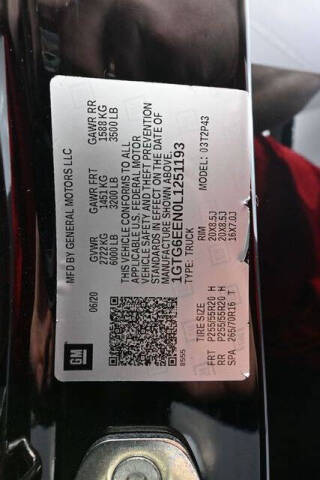 GM
MFD BY GENERAL MOTORS LLC
06/20
GVWR
2722 KG
6000 LB
GAWR FRT
1451 KG
3200 LB
GAWR RR
1588 KG
3500 LB
THIS VEHICLE CONFORMS TO ALL
APPLICABLE U.S. FEDERAL MOTOR
VEHICLE SAFETY AND THEFT PREVENTION
STANDARDS IN EFFECT ON THE DATE OF
MANUFACTURE SHOWN ABOVE.
1GTG6EEN0L1251193
TYPE: TRUCK
MODEL: 03T2P43
TIRE SIZE RIM
FRT P255/55R20 H 20X8.5J
RR P255/55R20 H 20X8.5J
SPA 265/70R16 T 16X7.0J